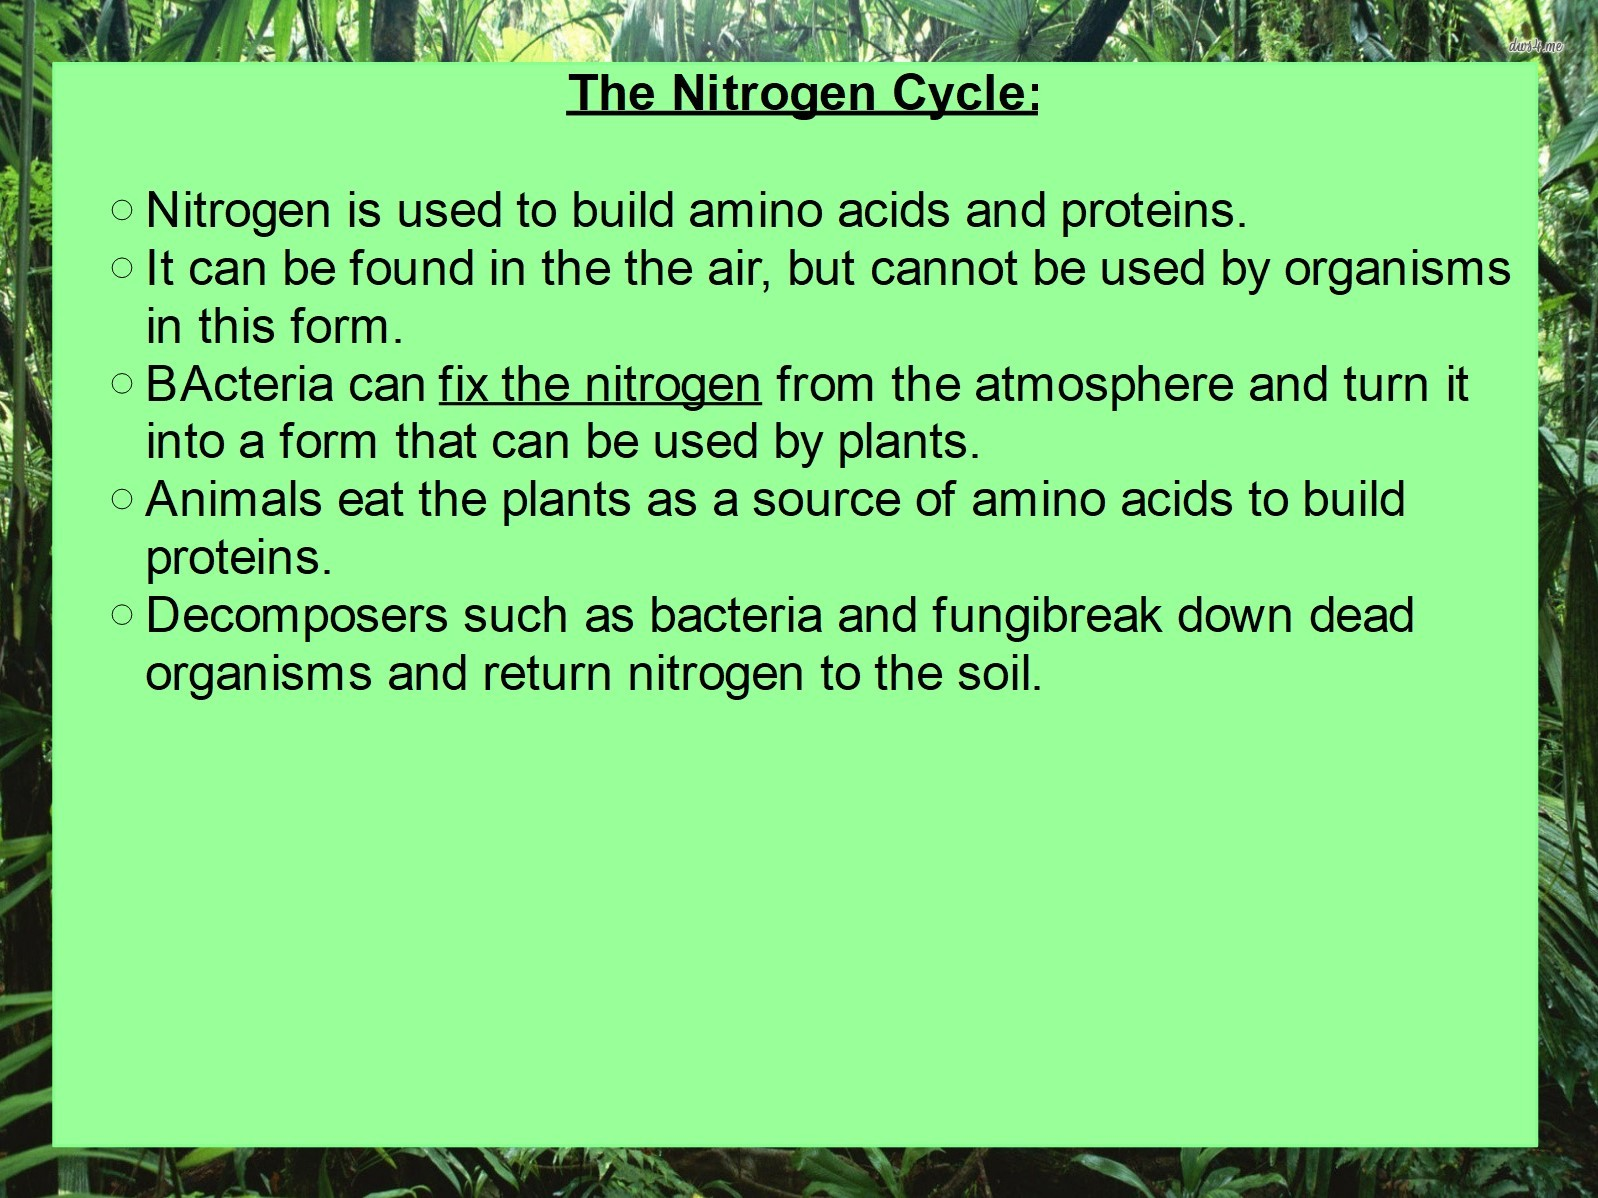 dws4.me
The Nitrogen Cycle:
○ Nitrogen is used to build amino acids and proteins.
○ It can be found in the the air, but cannot be used by organisms
in this form.
○ BActeria can fix the nitrogen from the atmosphere and turn it
into a form that can be used by plants.
○ Animals eat the plants as a source of amino acids to build
proteins.
○ Decomposers such as bacteria and fungibreak down dead
organisms and return nitrogen to the soil.